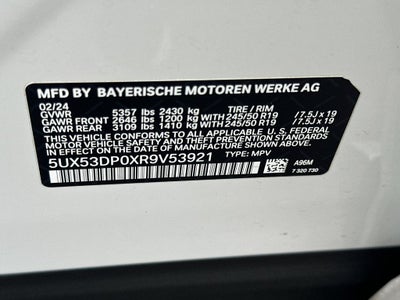 MFD BY BAYERISCHE MOTOREN WERKE AG
02/24
GVWR 5357 lbs 2430 kg TIRE / RIM
GAWR FRONT 2646 lbs 1200 kg WITH 245/50 R19 / 7.5J x 19
GAWR REAR 3109 lbs 1410 kg WITH 245/50 R19 / 7.5J x 19
THIS VEHICLE CONFORMS TO ALL APPLICABLE U. S. FEDERAL
MOTOR VEHICLE SAFETY AND THEFT PREVENTION STANDARDS
IN EFFECT ON THE DATE OF MANUFACTURE SHOWN ABOVE.
5UX53DP0XR9V53921 TYPE: MPV A96M
7 320 730